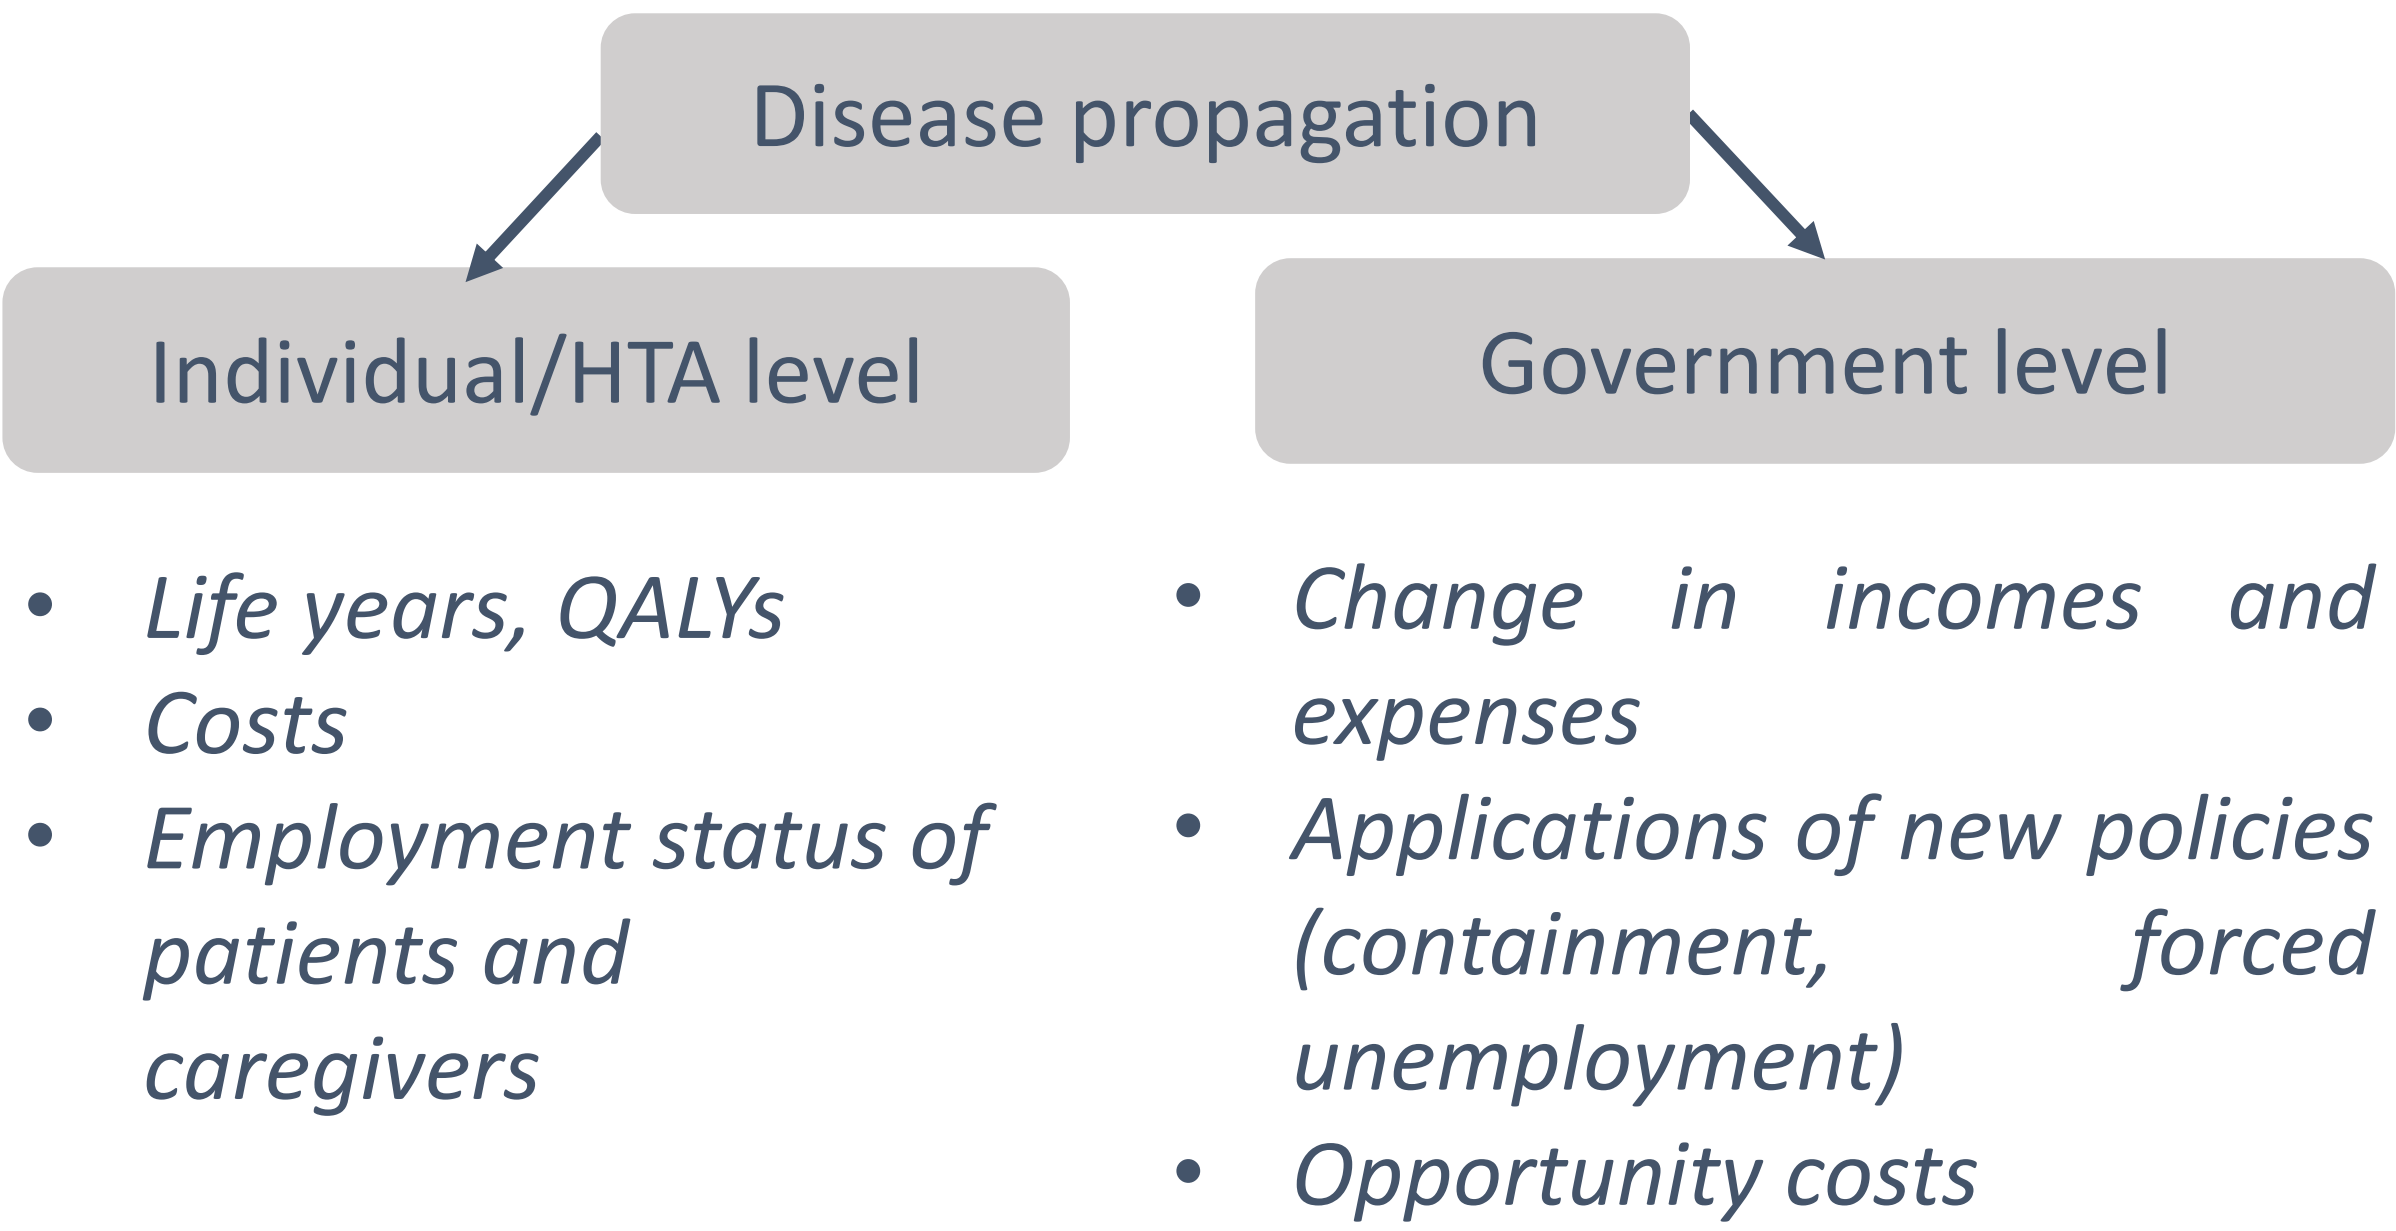 Disease propagation
Individual/HTA level
Government level
• Life years, QALYs
• Costs
• Employment status of
patients and
caregivers
• Change in incomes and
expenses
• Applications of new policies
(containment, forced
unemployment)
• Opportunity costs